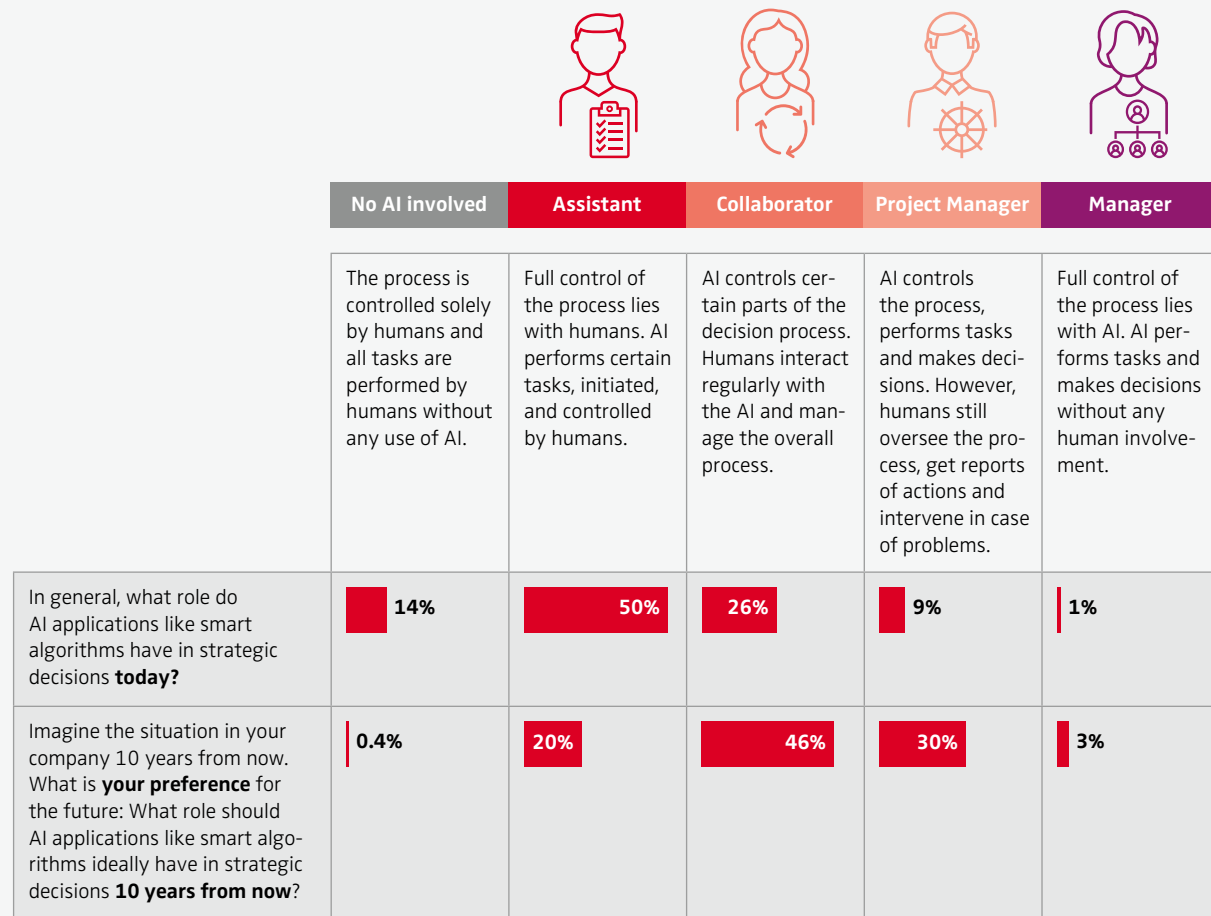 No AI involved
Assistant
Collaborator
Project Manager
Manager
The process is
controlled solely
by humans and
all tasks are
performed by
humans without
any use of AI.
Full control of
the process lies
with humans. AI
performs certain
tasks, initiated,
and controlled
by humans.
AI controls cer-
tain parts of the
decision process.
Humans interact
regularly with
the AI and man-
age the overall
process.
AI controls
the process,
performs tasks
and makes deci-
sions. However,
humans still
oversee the pro-
cess, get reports
of actions and
intervene in case
of problems.
Full control of
the process lies
with AI. AI per-
forms tasks and
makes decisions
without any
human involve-
ment.
In general, what role do
AI applications like smart
algorithms have in strategic
decisions today?
14%
50%
26%
9%
1%
Imagine the situation in your
company 10 years from now.
What is your preference for
the future: What role should
AI applications like smart algo-
rithms ideally have in strategic
decisions 10 years from now?
0.4%
20%
46%
30%
3%